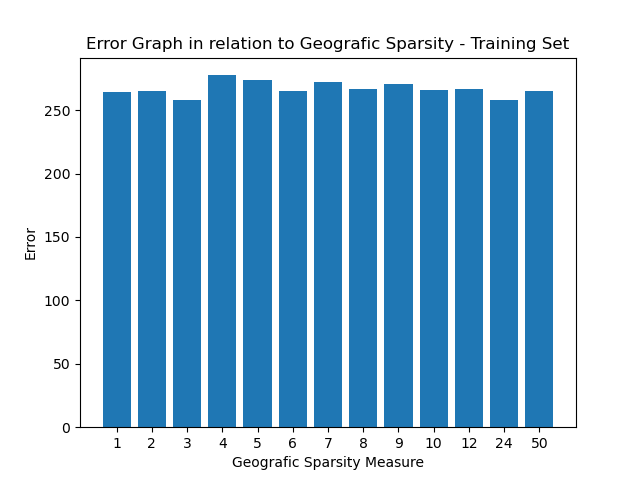 Error Graph in relation to Geografic Sparsity - Training Set
250
200
150
100
50
0
Error
1 2 3 4 5 6 7 8 9 10 12 24 50
Geografic Sparsity Measure